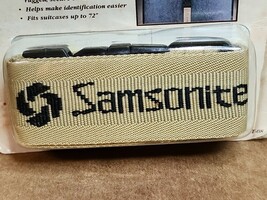 • Helps make identification easier
• Fits suitcases up to 72"
Samsonite